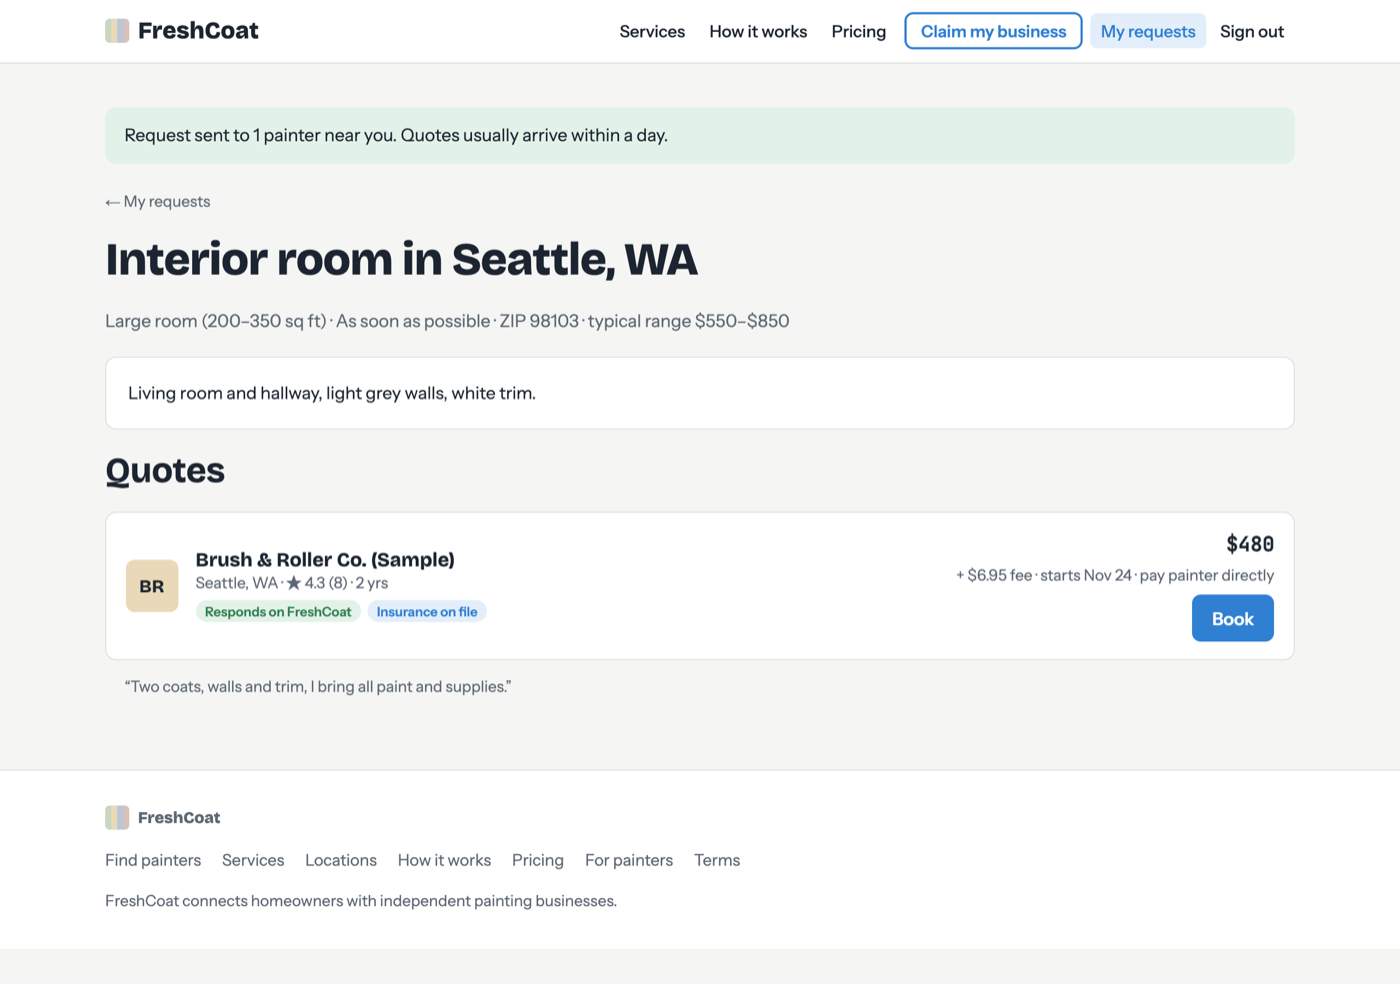 FreshCoat
Services How it works Pricing Claim my business My requests Sign out
Request sent to 1 painter near you. Quotes usually arrive within a day.
← My requests
Interior room in Seattle, WA
Large room (200–350 sq ft) · As soon as possible · ZIP 98103 · typical range $550–$850
Living room and hallway, light grey walls, white trim.
Quotes
BR
Brush & Roller Co. (Sample)
Seattle, WA · ★ 4.3 (8) · 2 yrs
Responds on FreshCoat Insurance on file
$480
+ $6.95 fee · starts Nov 24 · pay painter directly
Book
“Two coats, walls and trim, I bring all paint and supplies.”
FreshCoat
Find painters Services Locations How it works Pricing For painters Terms
FreshCoat connects homeowners with independent painting businesses.